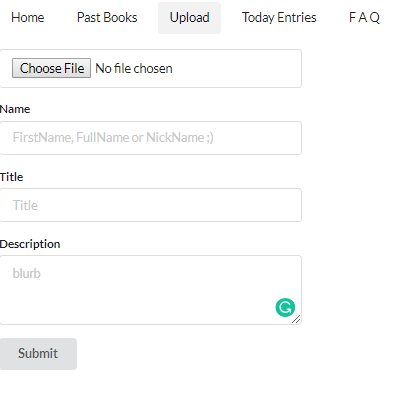 Home Past Books Upload Today Entries F A Q
Choose File No file chosen
Name
FirstName, FullName or NickName ;)
Title
Title
Description
blurb
Submit